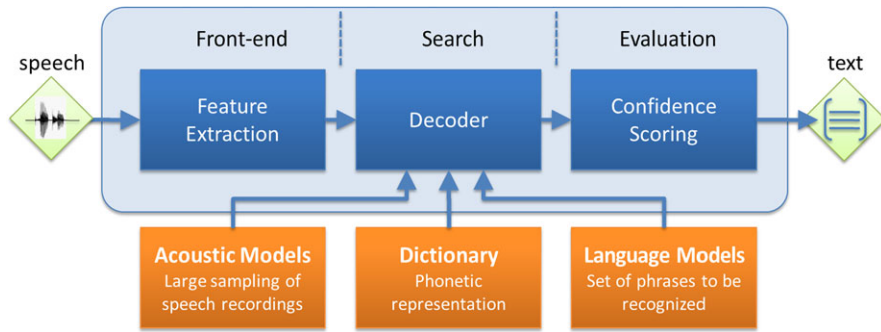 Front-end
Search
Evaluation
speech
text
Feature
Extraction
Decoder
Confidence
Scoring
Acoustic Models
Large sampling of
speech recordings
Dictionary
Phonetic
representation
Language Models
Set of phrases to be
recognized